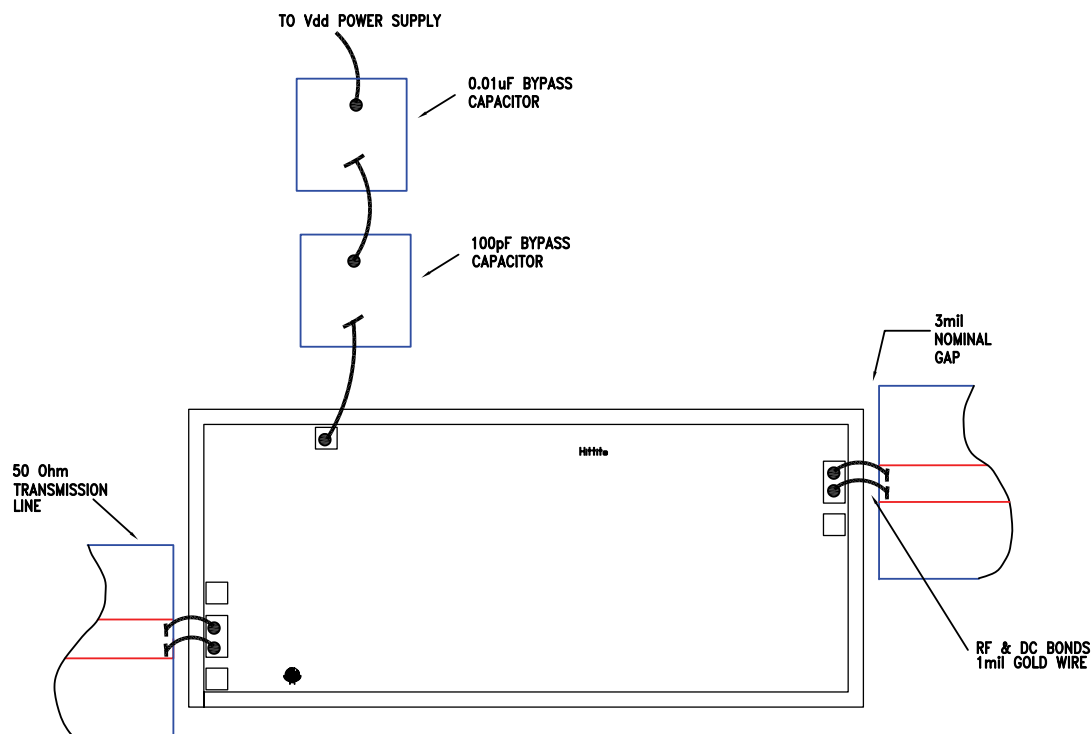 TO Vdd POWER SUPPLY
0.01uF BYPASS
CAPACITOR
100pF BYPASS
CAPACITOR
3mil
NOMINAL
GAP
Hittite
50 Ohm
TRANSMISSION
LINE
RF & DC BONDS
1mil GOLD WIRE